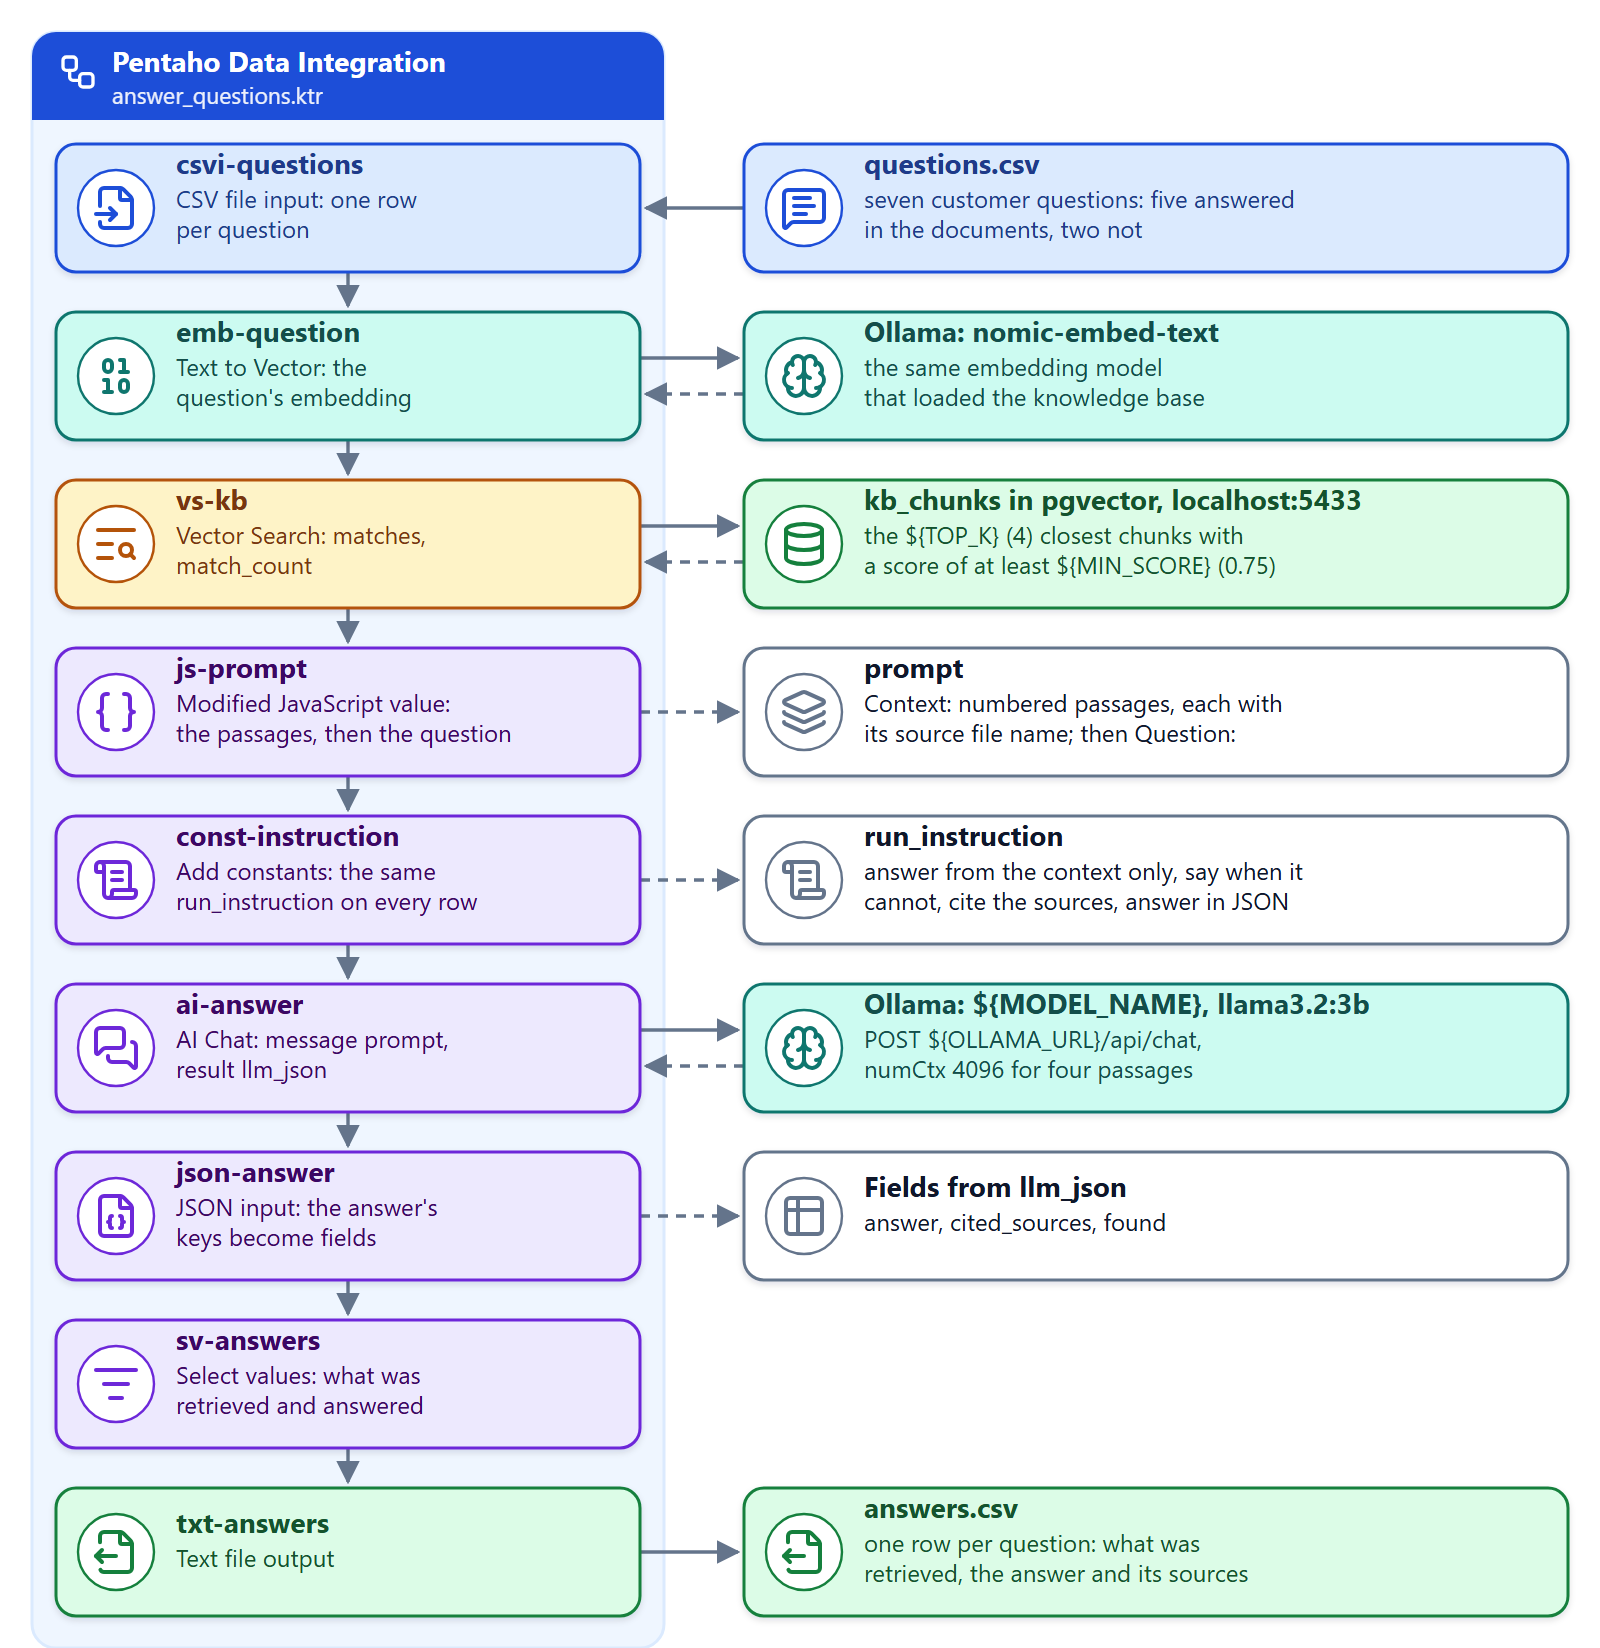 Pentaho Data Integration
answer_questions.ktr
csvi-questions
CSV file input: one row
per question
questions.csv
seven customer questions: five answered
in the documents, two not
emb-question
Text to Vector: the
question's embedding
01
10
Ollama: nomic-embed-text
the same embedding model
that loaded the knowledge base
vs-kb
Vector Search: matches,
match_count
kb_chunks in pgvector, localhost:5433
the ${TOP_K} (4) closest chunks with
a score of at least ${MIN_SCORE} (0.75)
js-prompt
Modified JavaScript value:
the passages, then the question
prompt
Context: numbered passages, each with
its source file name; then Question:
const-instruction
Add constants: the same
run_instruction on every row
run_instruction
answer from the context only, say when it
cannot, cite the sources, answer in JSON
ai-answer
AI Chat: message prompt,
result llm_json
Ollama: ${MODEL_NAME}, llama3.2:3b
POST ${OLLAMA_URL}/api/chat,
numCtx 4096 for four passages
json-answer
JSON input: the answer's
keys become fields
Fields from llm_json
answer, cited_sources, found
sv-answers
Select values: what was
retrieved and answered
txt-answers
Text file output
answers.csv
one row per question: what was
retrieved, the answer and its sources